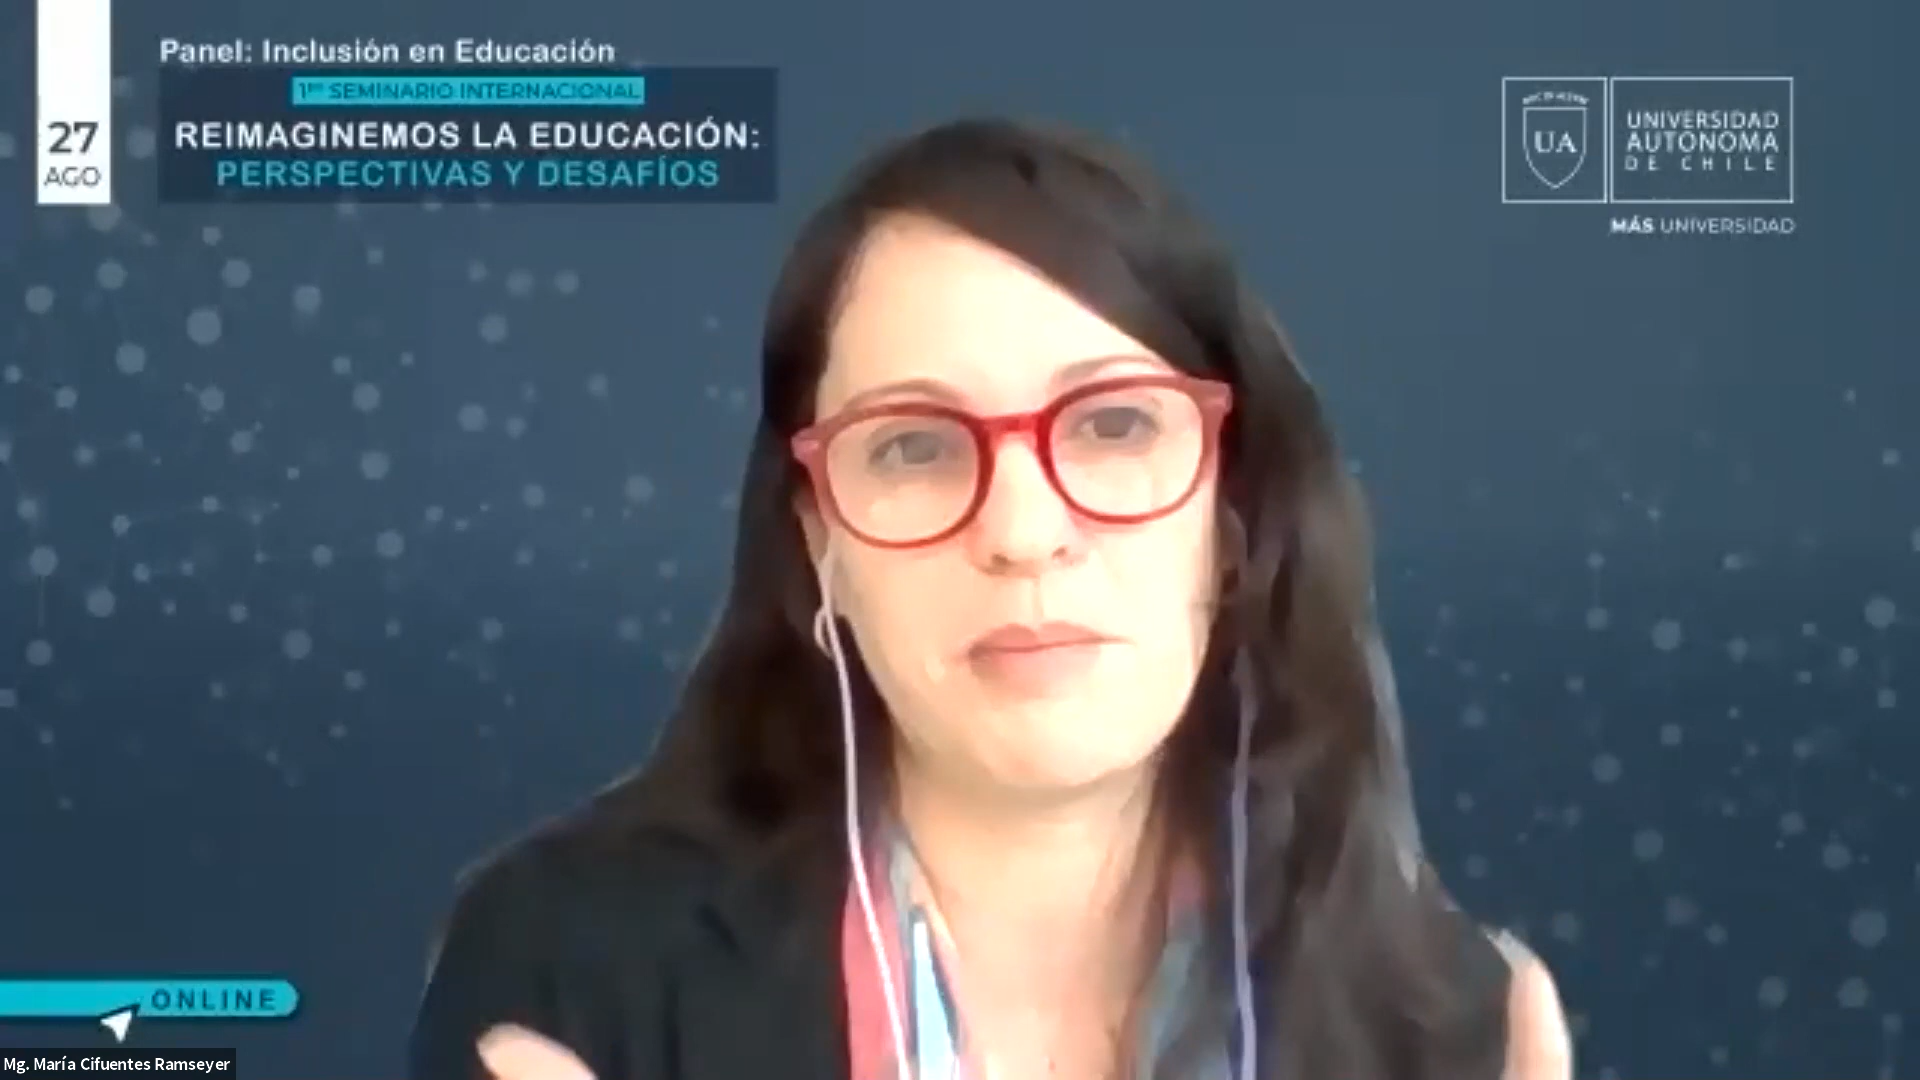 Panel: Inclusión en Educación
1er SEMINARIO INTERNACIONAL
REIMAGINEMOS LA EDUCACIÓN:
PERSPECTIVAS Y DESAFÍOS
27
AGO
UA
UNIVERSIDAD
AUTÓNOMA
DE CHILE
MÁS UNIVERSIDAD
ONLINE
Mg. María Cifuentes Ramseyer